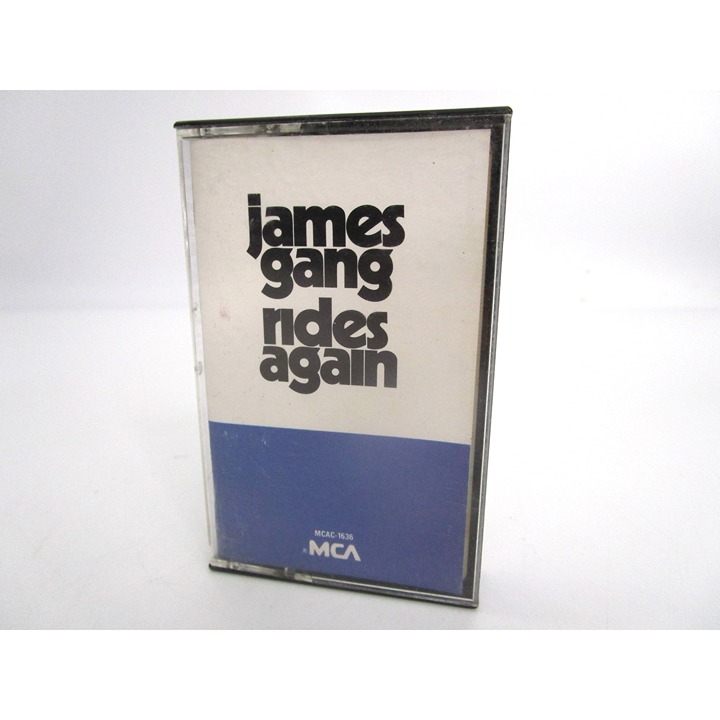 james
gang
rides
again
MCAC-1636
® MCA